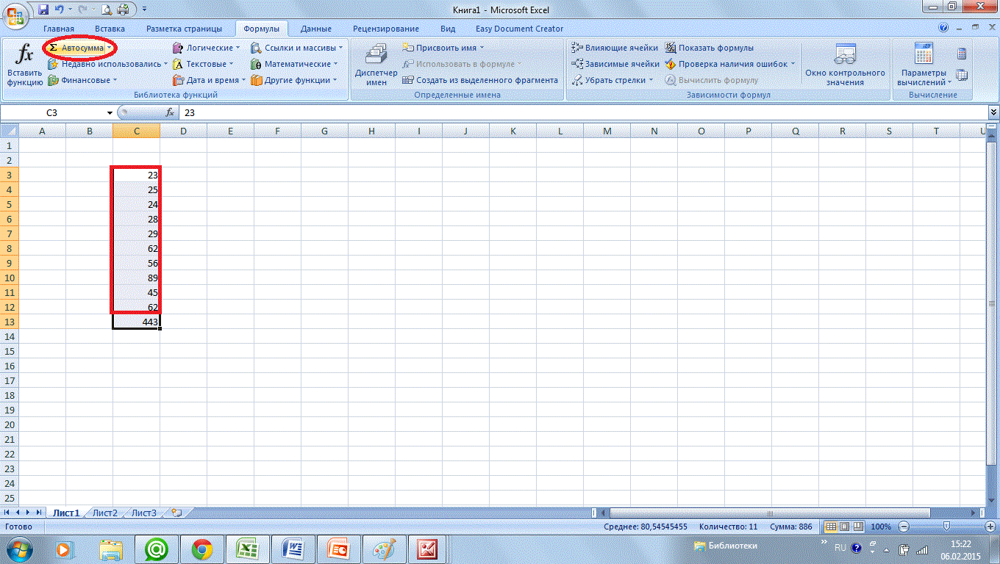 Книга1 - Microsoft Excel
Главная Вставка Разметка страницы Формулы Данные Рецензирование Вид Easy Document Creator
fx Вставить функцию
Σ Автосумма
Недавно использовались
Финансовые
Логические
Текстовые
Дата и время
Ссылки и массивы
Математические
Другие функции
Библиотека функций
Диспетчер имен
Присвоить имя
Использовать в формуле
Создать из выделенного фрагмента
Определенные имена
Влияющие ячейки
Зависимые ячейки
Убрать стрелки
Показать формулы
Проверка наличия ошибок
Вычислить формулу
Зависимости формул
Окно контрольного значения
Параметры вычислений
Вычисление
C3 fx 23
A B C D E F G H I J K L M N O P Q R S T U
1
2
3 23
4 25
5 24
6 28
7 29
8 62
9 56
10 89
11 45
12 62
13 443
14
15
16
17
18
19
20
21
22
23
24
25
Лист1 Лист2 Лист3
Готово Среднее: 80,54545455 Количество: 11 Сумма: 886 100%
Библиотеки RU 15:22
06.02.2015